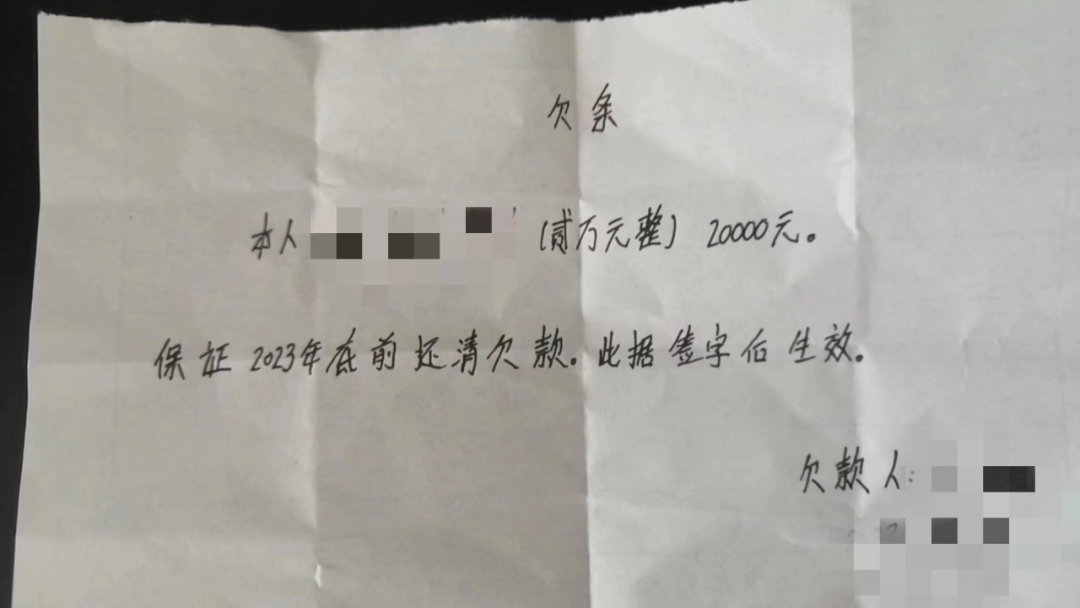 欠条
本人 (贰万元整) 20000元。
保证2023年底前还清欠款。此据签字后生效。
欠款人: